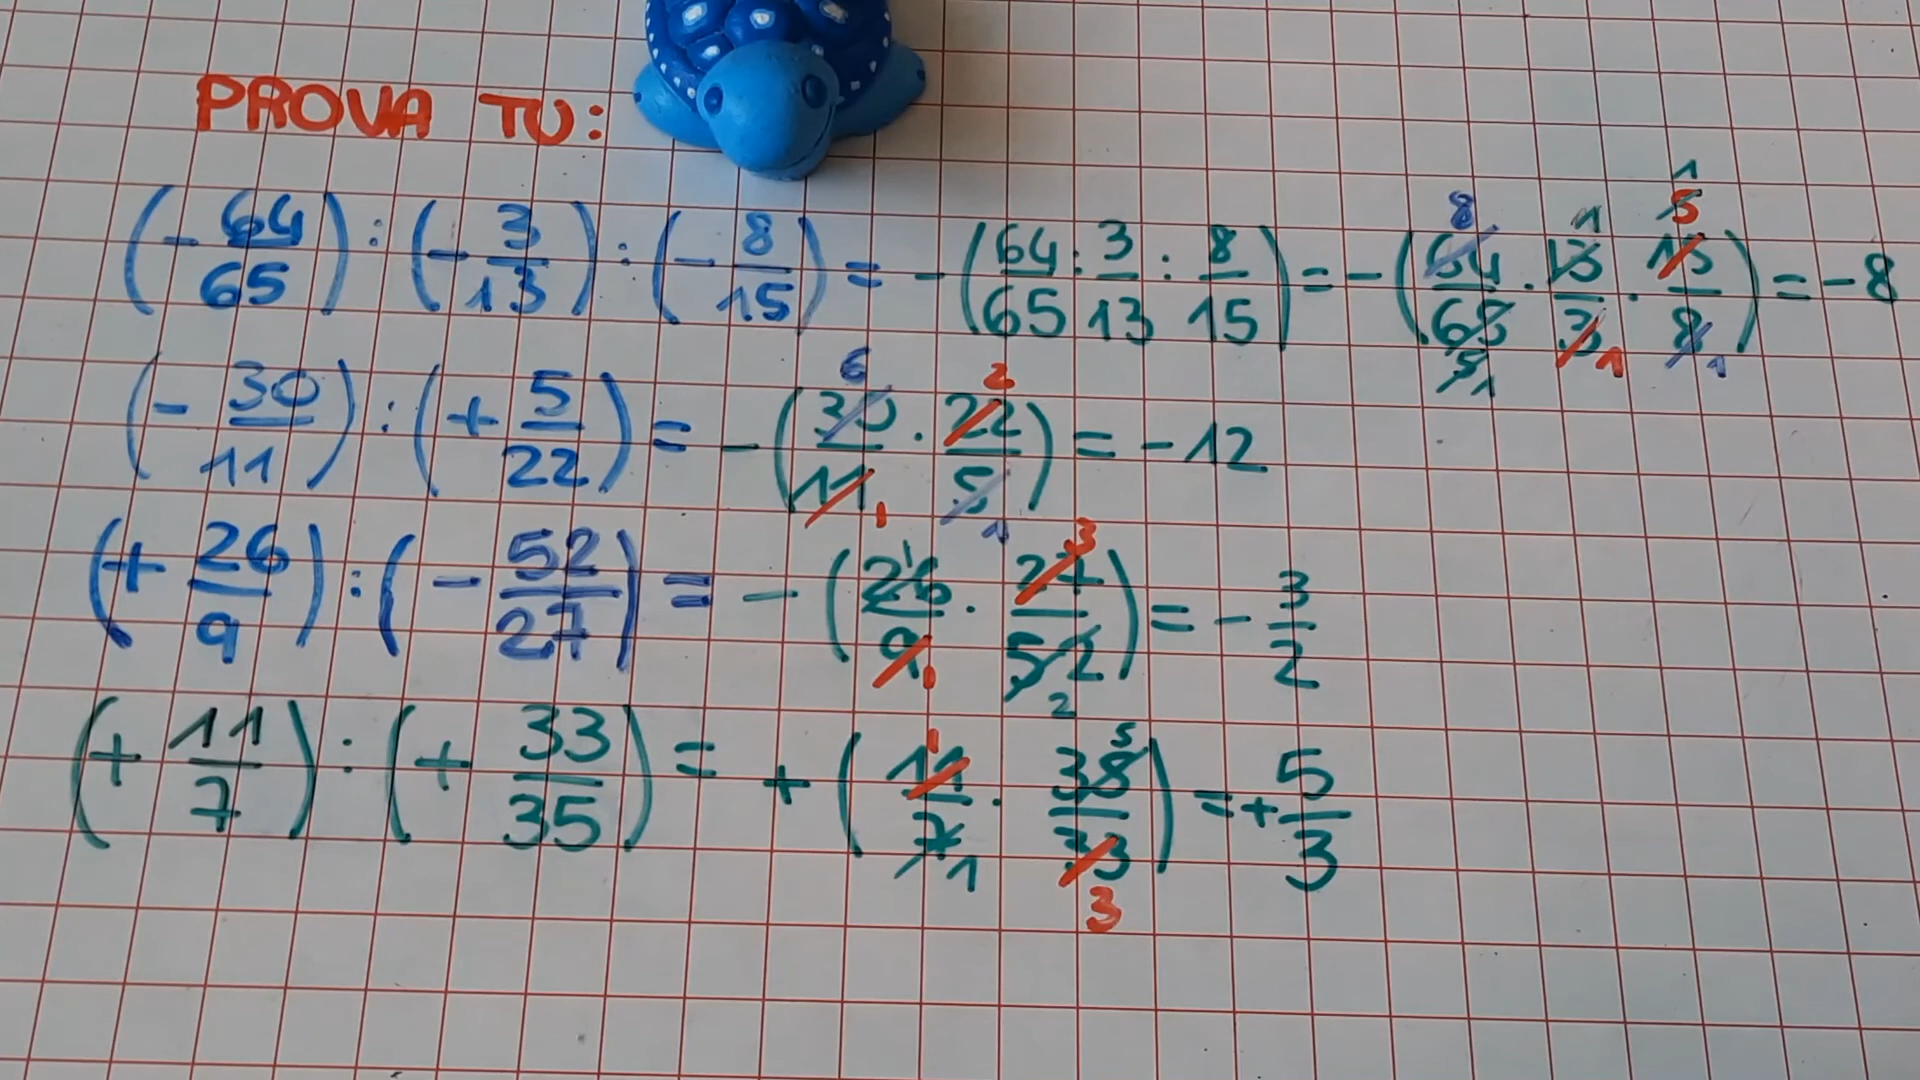 PROVA TU:
(- 64/65) : (- 3/13) : (- 8/15) = - (64/65 : 3/13 : 8/15) = - (64/65 · 13/3 · 15/8) = - 8
(- 30/11) : (+ 5/22) = - (30/11 · 22/5) = - 12
(+ 26/9) : (- 52/27) = - (26/9 · 27/52) = - 3/2
(+ 11/7) : (+ 33/35) = + (11/7 · 35/33) = + 5/3